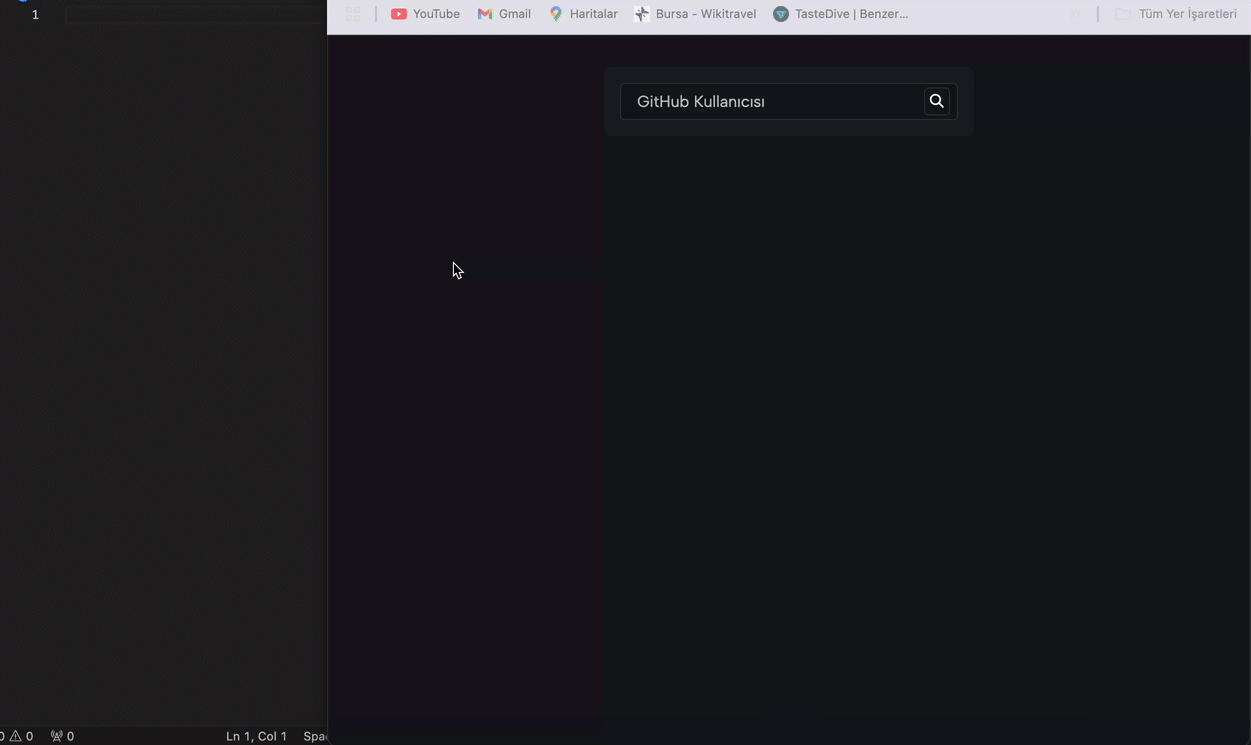 1
YouTube Gmail Haritalar Bursa - Wikitravel TasteDive | Benzer... Tüm Yer İşaretleri
GitHub Kullanıcısı
0 0 0 Ln 1, Col 1 Spa